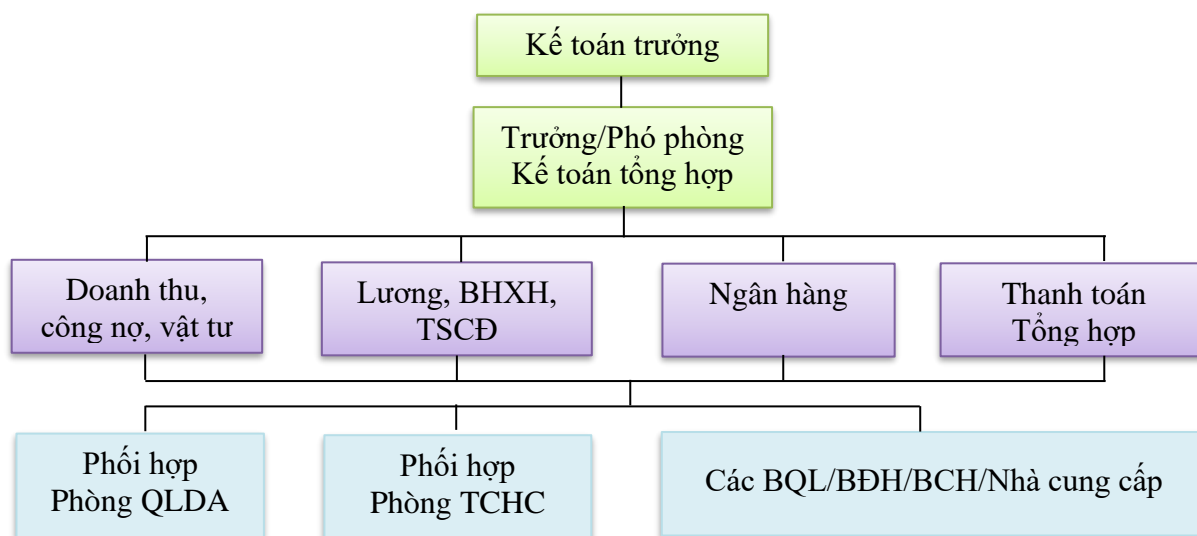 Kế toán trưởng
Trưởng/Phó phòng
Kế toán tổng hợp
Doanh thu,
công nợ, vật tư
Lương, BHXH,
TSCĐ
Ngân hàng
Thanh toán
Tổng hợp
Phối hợp
Phòng QLDA
Phối hợp
Phòng TCHC
Các BQL/BĐH/BCH/Nhà cung cấp